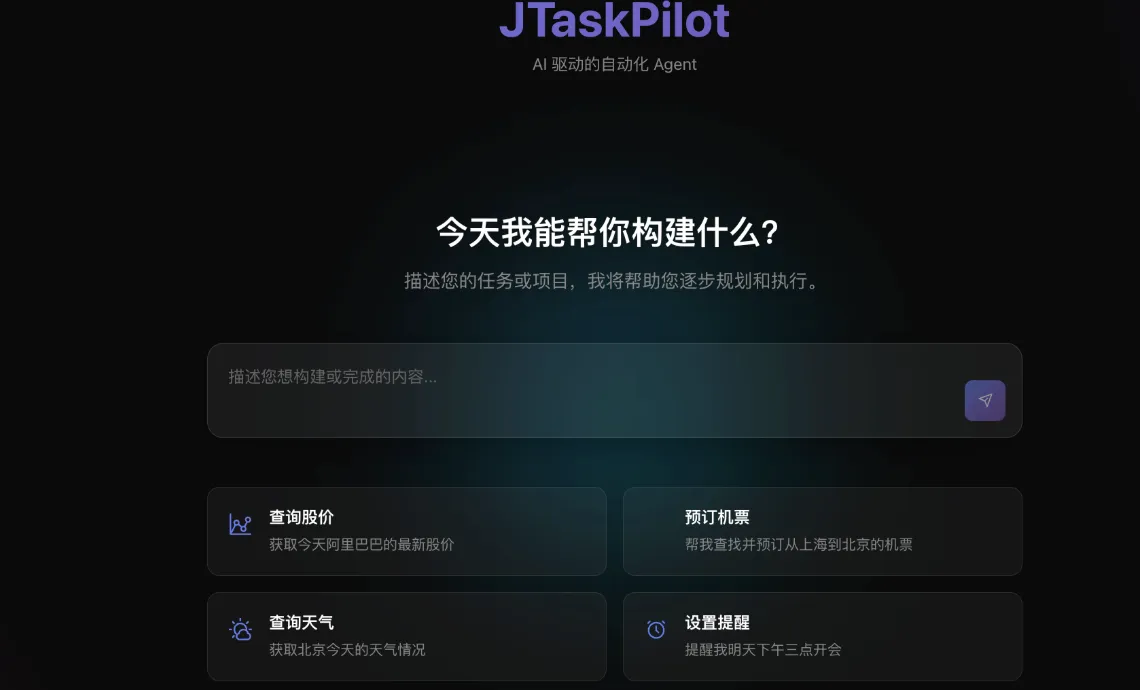 JTaskPilot
AI 驱动的自动化 Agent
今天我能帮你构建什么?
描述您的任务或项目，我将帮助您逐步规划和执行。
描述您想构建或完成的内容...
查询股价
获取今天阿里巴巴的最新股价
预订机票
帮我查找并预订从上海到北京的机票
查询天气
获取北京今天的天气情况
设置提醒
提醒我明天下午三点开会